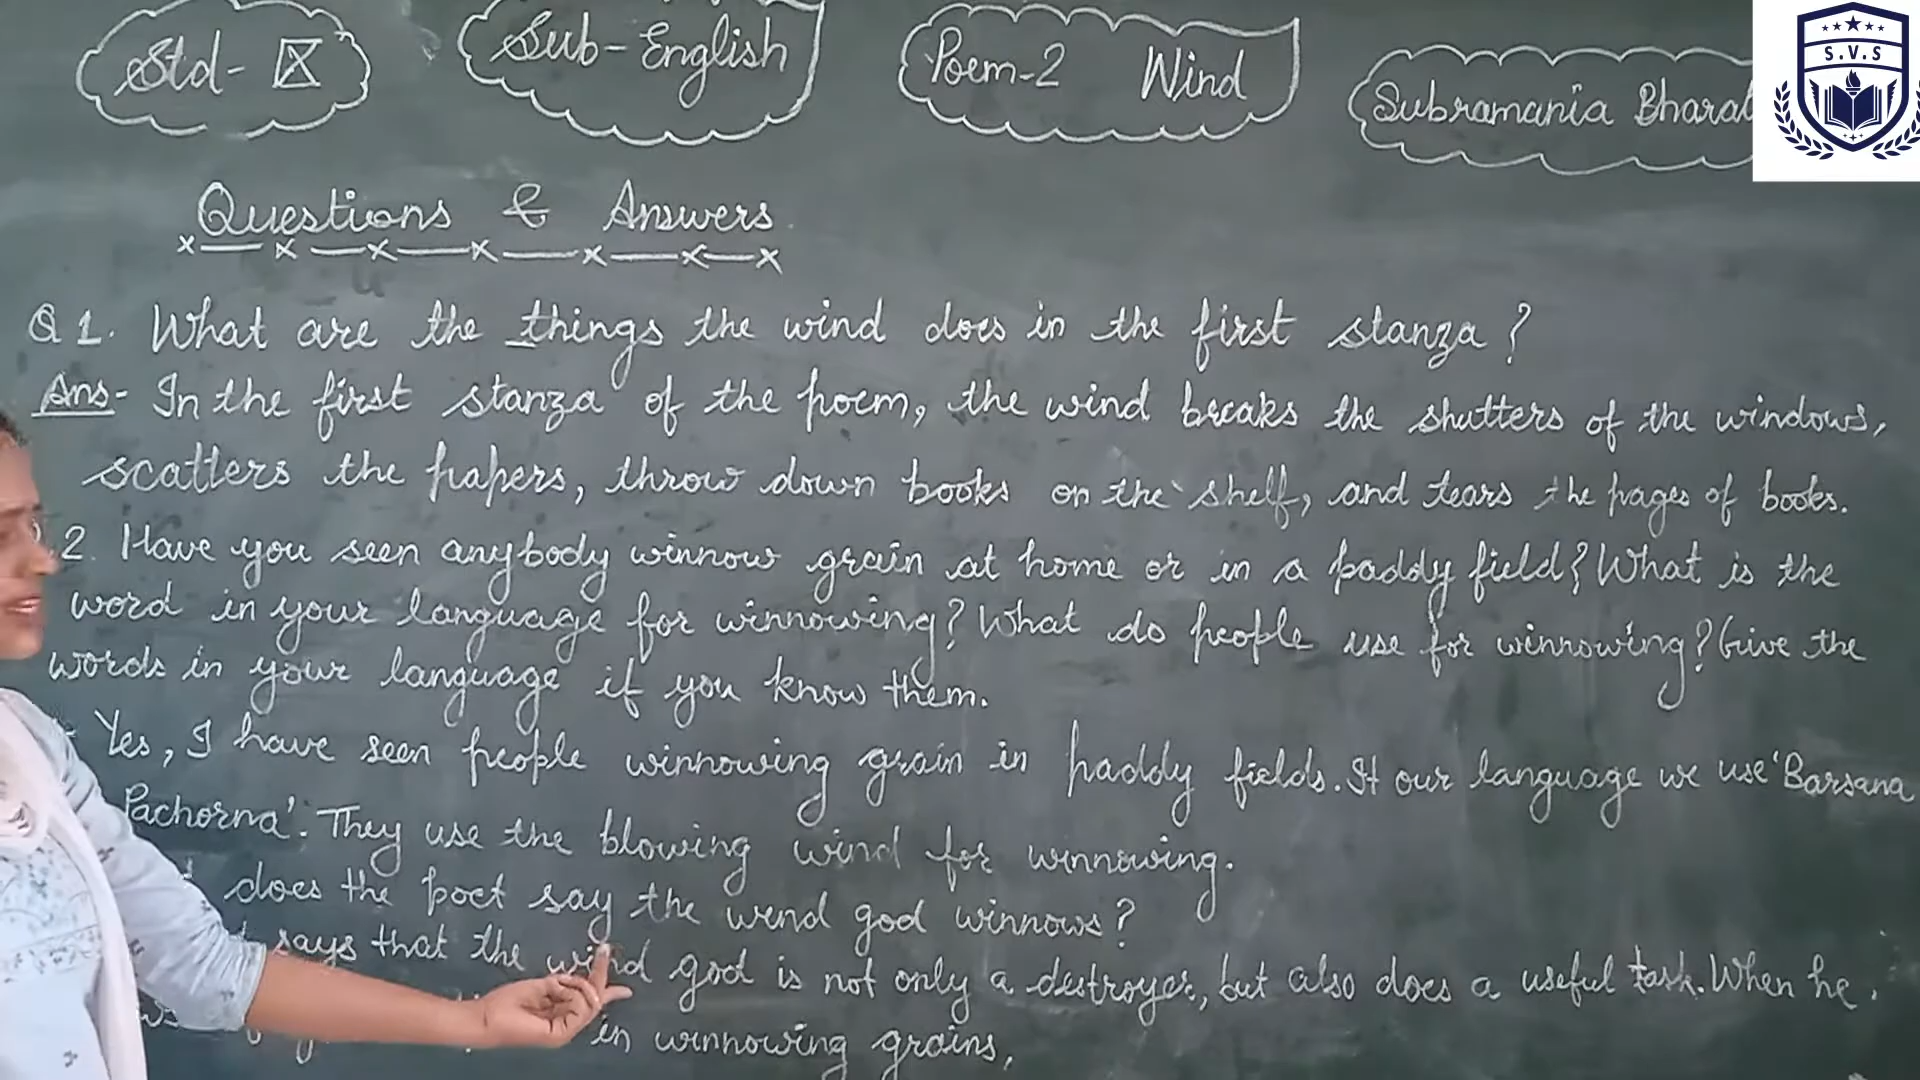 Std- IX
Sub- English
Poem-2 Wind
Subramania Bharat
S.V.S
Questions & Answers
Q 1. What are the things the wind does in the first stanza?
Ans- In the first stanza of the poem, the wind breaks the shutters of the windows,
scatters the papers, throw down books on the shelf, and tears the pages of books.
.2. Have you seen anybody winnow grain at home or in a paddy field? What is the
word in your language for winnowing? What do people use for winnowing? Give the
words in your language if you know them.
- Yes, I have seen people winnowing grain in paddy fields. It our language we use 'Barsana
Pachorna'. They use the blowing wind for winnowing.
does the poet say the wind god winnows?
says that the wind god is not only a destroyer, but also does a useful task. When he
in winnowing grains,